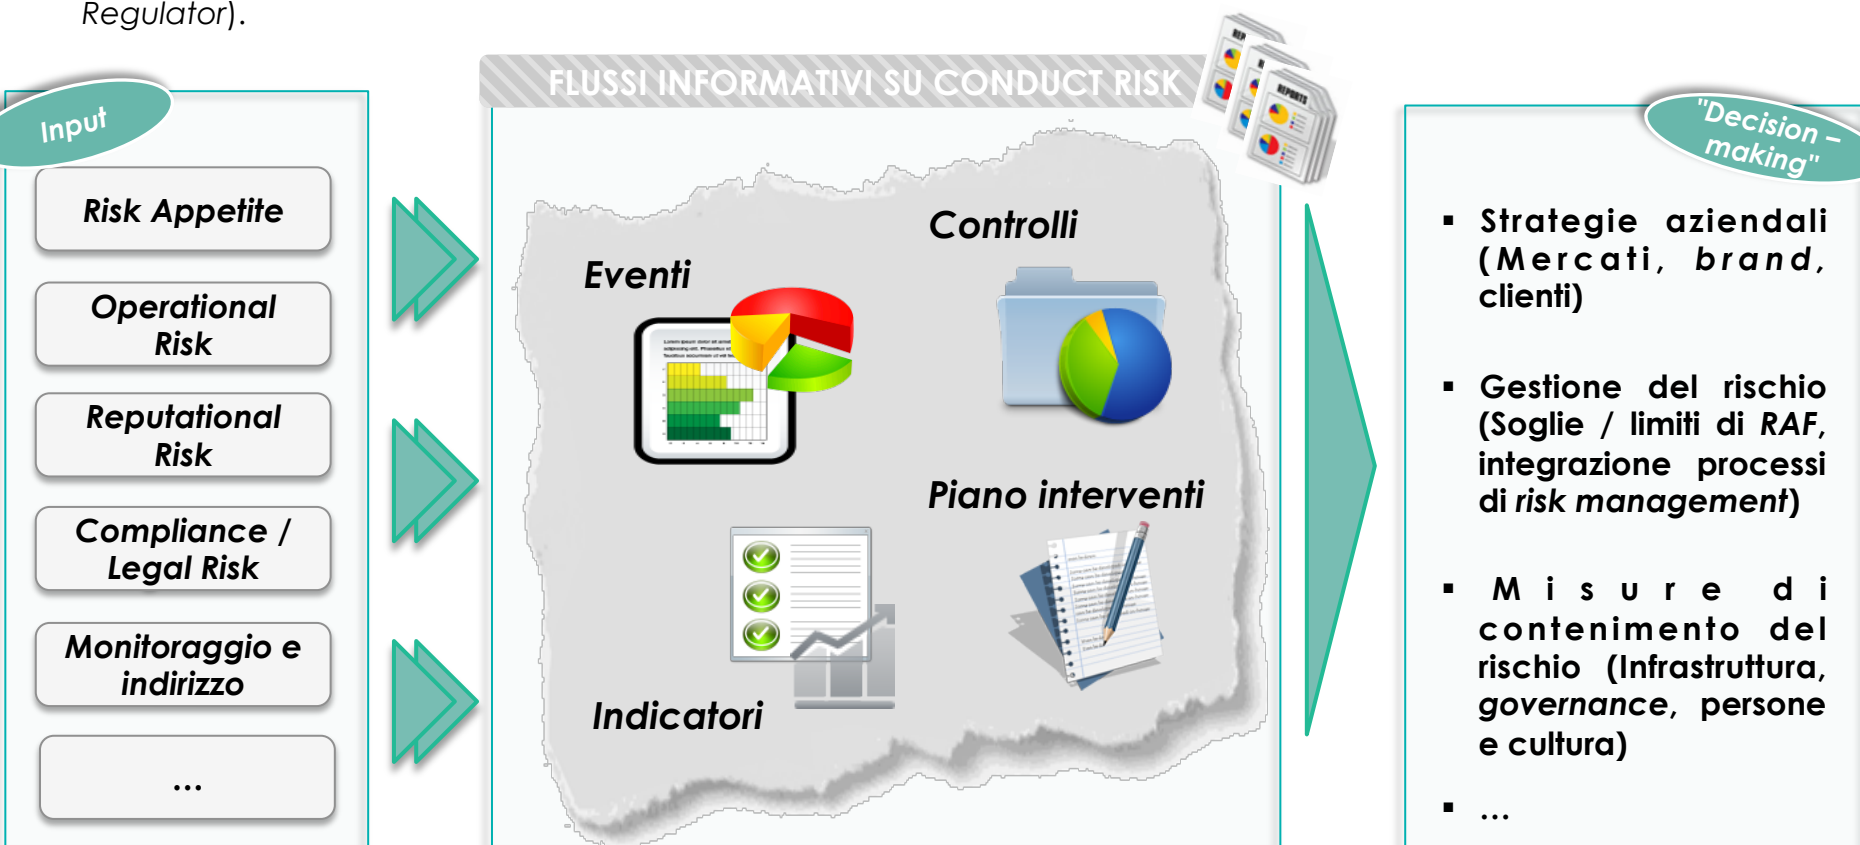 Regulator).
FLUSSI INFORMATIVI SU CONDUCT RISK
REPORTS
Input
Risk Appetite
Operational
Risk
Reputational
Risk
Compliance /
Legal Risk
Monitoraggio e
indirizzo
...
Eventi
Controlli
Piano interventi
Indicatori
"Decision –
making"
▪ Strategie aziendali
(Mercati, brand,
clienti)
▪ Gestione del rischio
(Soglie / limiti di RAF,
integrazione processi
di risk management)
▪ Misure di
contenimento del
rischio (Infrastruttura,
governance, persone
e cultura)
▪ ...